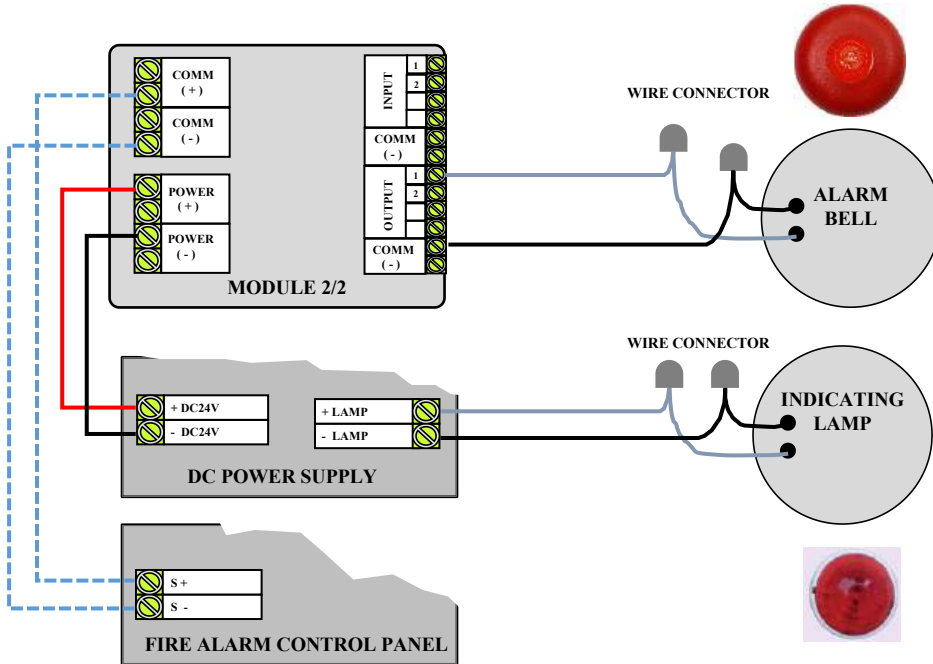 COMM
( + )
COMM
( - )
POWER
( + )
POWER
( - )
INPUT
1
2
COMM
( - )
OUTPUT
1
2
COMM
( - )
MODULE 2/2
WIRE CONNECTOR
ALARM
BELL
+ DC24V
- DC24V
+ LAMP
- LAMP
DC POWER SUPPLY
WIRE CONNECTOR
INDICATING
LAMP
S +
S -
FIRE ALARM CONTROL PANEL